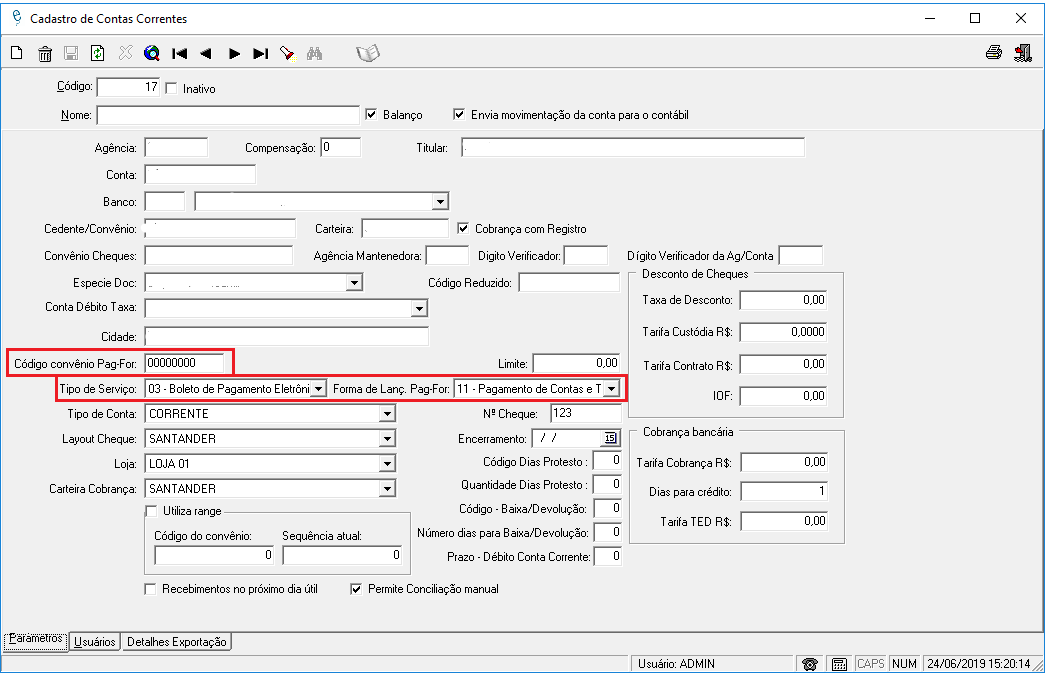 Cadastro de Contas Correntes
Código: 17 Inativo
Nome: Balanço Envia movimentação da conta para o contábil
Agência: Compensação: 0 Titular:
Conta:
Banco:
Cedente/Convênio: Carteira: Cobrança com Registro
Convênio Cheques: Agência Mantenedora: Digito Verificador: Dígito Verificador da Ag/Conta
Especie Doc: Código Reduzido:
Conta Débito Taxa:
Cidade:
Código convênio Pag-For: 00000000 Limite: 0,00
Tipo de Serviço: 03 - Boleto de Pagamento Eletrôni Forma de Lanç. Pag-For: 11 - Pagamento de Contas e T
Tipo de Conta: CORRENTE Nº Cheque: 123
Layout Cheque: SANTANDER Encerramento: / / 15
Loja: LOJA 01 Código Dias Protesto : 0
Carteira Cobrança: SANTANDER Quantidade Dias Protesto : 0
Utiliza range Código - Baixa/Devolução: 0
Código do convênio: Sequência atual: Número dias para Baixa/Devolução: 0
0 0 Prazo - Débito Conta Corrente: 0
Recebimentos no próximo dia útil Permite Conciliação manual
Desconto de Cheques
Taxa de Desconto: 0,00
Tarifa Custódia R$: 0,0000
Tarifa Contrato R$: 0,00
IOF: 0,00
Cobrança bancária
Tarifa Cobrança R$: 0,00
Dias para crédito: 1
Tarifa TED R$: 0,00
Parametros Usuários Detalhes Exportação
Usuário: ADMIN CAPS NUM 24/06/2019 15:20:14